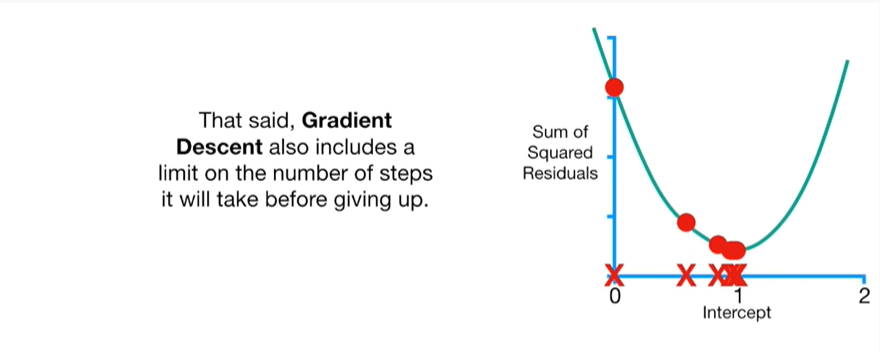 That said, Gradient
Descent also includes a
limit on the number of steps
it will take before giving up.
Sum of
Squared
Residuals
0
1
2
Intercept